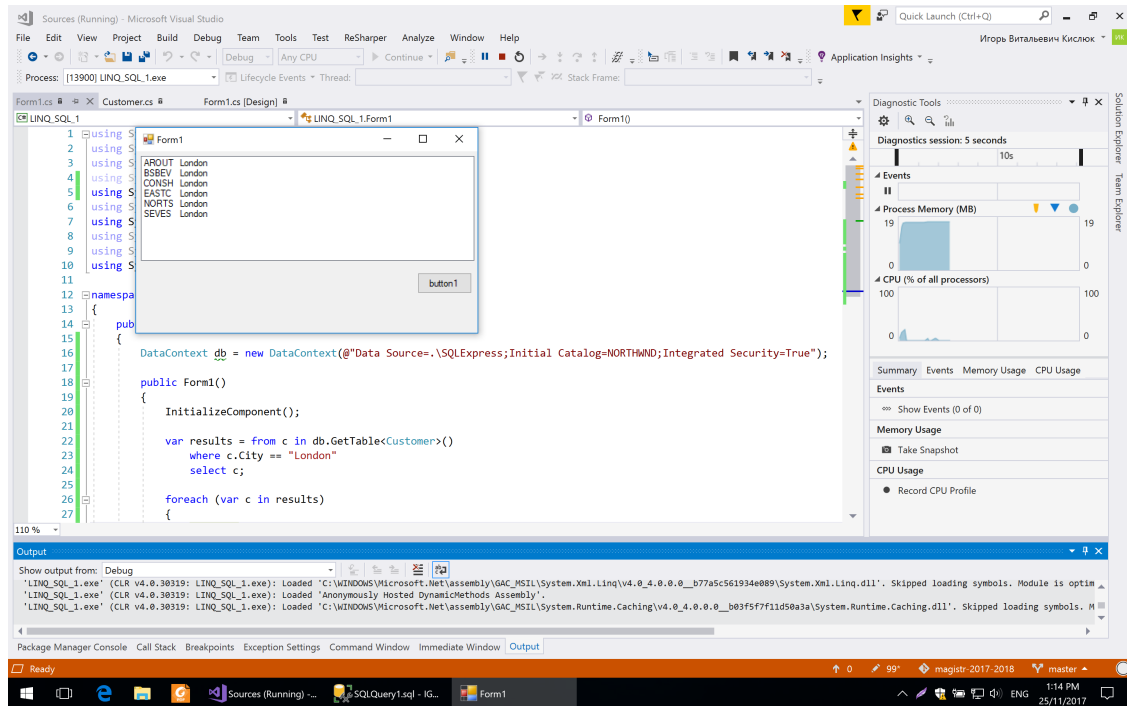 Sources (Running) - Microsoft Visual Studio
Quick Launch (Ctrl+Q)
File Edit View Project Build Debug Team Tools Test ReSharper Analyze Window Help
Игорь Витальевич Кислюк
ИК
Debug Any CPU Continue Application Insights
Process: [13900] LINQ_SQL_1.exe Lifecycle Events Thread: Stack Frame:
Form1.cs Customer.cs Form1.cs [Design]
LINQ_SQL_1 LINQ_SQL_1.Form1 Form1()
1 using S
2 using S
3 using S
4 using S
5 using S
6 using S
7 using S
8 using S
9 using S
10 using S
11
12 namespa
13 {
14 pub
15 {
16 DataContext db = new DataContext(@"Data Source=.\SQLExpress;Initial Catalog=NORTHWND;Integrated Security=True");
17
18 public Form1()
19 {
20 InitializeComponent();
21
22 var results = from c in db.GetTable<Customer>()
23 where c.City == "London"
24 select c;
25
26 foreach (var c in results)
27 {
110 %
Form1
AROUT London
BSBEV London
CONSH London
EASTC London
NORTS London
SEVES London
button1
Diagnostic Tools
Diagnostics session: 5 seconds
10s
Events
Process Memory (MB)
19 19
0 0
CPU (% of all processors)
100 100
0 0
Summary Events Memory Usage CPU Usage
Events
Show Events (0 of 0)
Memory Usage
Take Snapshot
CPU Usage
Record CPU Profile
Solution Explorer
Team Explorer
Output
Show output from: Debug
'LINQ_SQL_1.exe' (CLR v4.0.30319: LINQ_SQL_1.exe): Loaded 'C:\WINDOWS\Microsoft.Net\assembly\GAC_MSIL\System.Xml.Linq\v4.0_4.0.0.0__b77a5c561934e089\System.Xml.Linq.dll'. Skipped loading symbols. Module is optim
'LINQ_SQL_1.exe' (CLR v4.0.30319: LINQ_SQL_1.exe): Loaded 'Anonymously Hosted DynamicMethods Assembly'.
'LINQ_SQL_1.exe' (CLR v4.0.30319: LINQ_SQL_1.exe): Loaded 'C:\WINDOWS\Microsoft.Net\assembly\GAC_MSIL\System.Runtime.Caching\v4.0_4.0.0.0__b03f5f7f11d50a3a\System.Runtime.Caching.dll'. Skipped loading symbols. M
Package Manager Console Call Stack Breakpoints Exception Settings Command Window Immediate Window Output
Ready 0 99+ magistr-2017-2018 master
Sources (Running) -... SQLQuery1.sql - IG... Form1 ENG 1:14 PM
25/11/2017